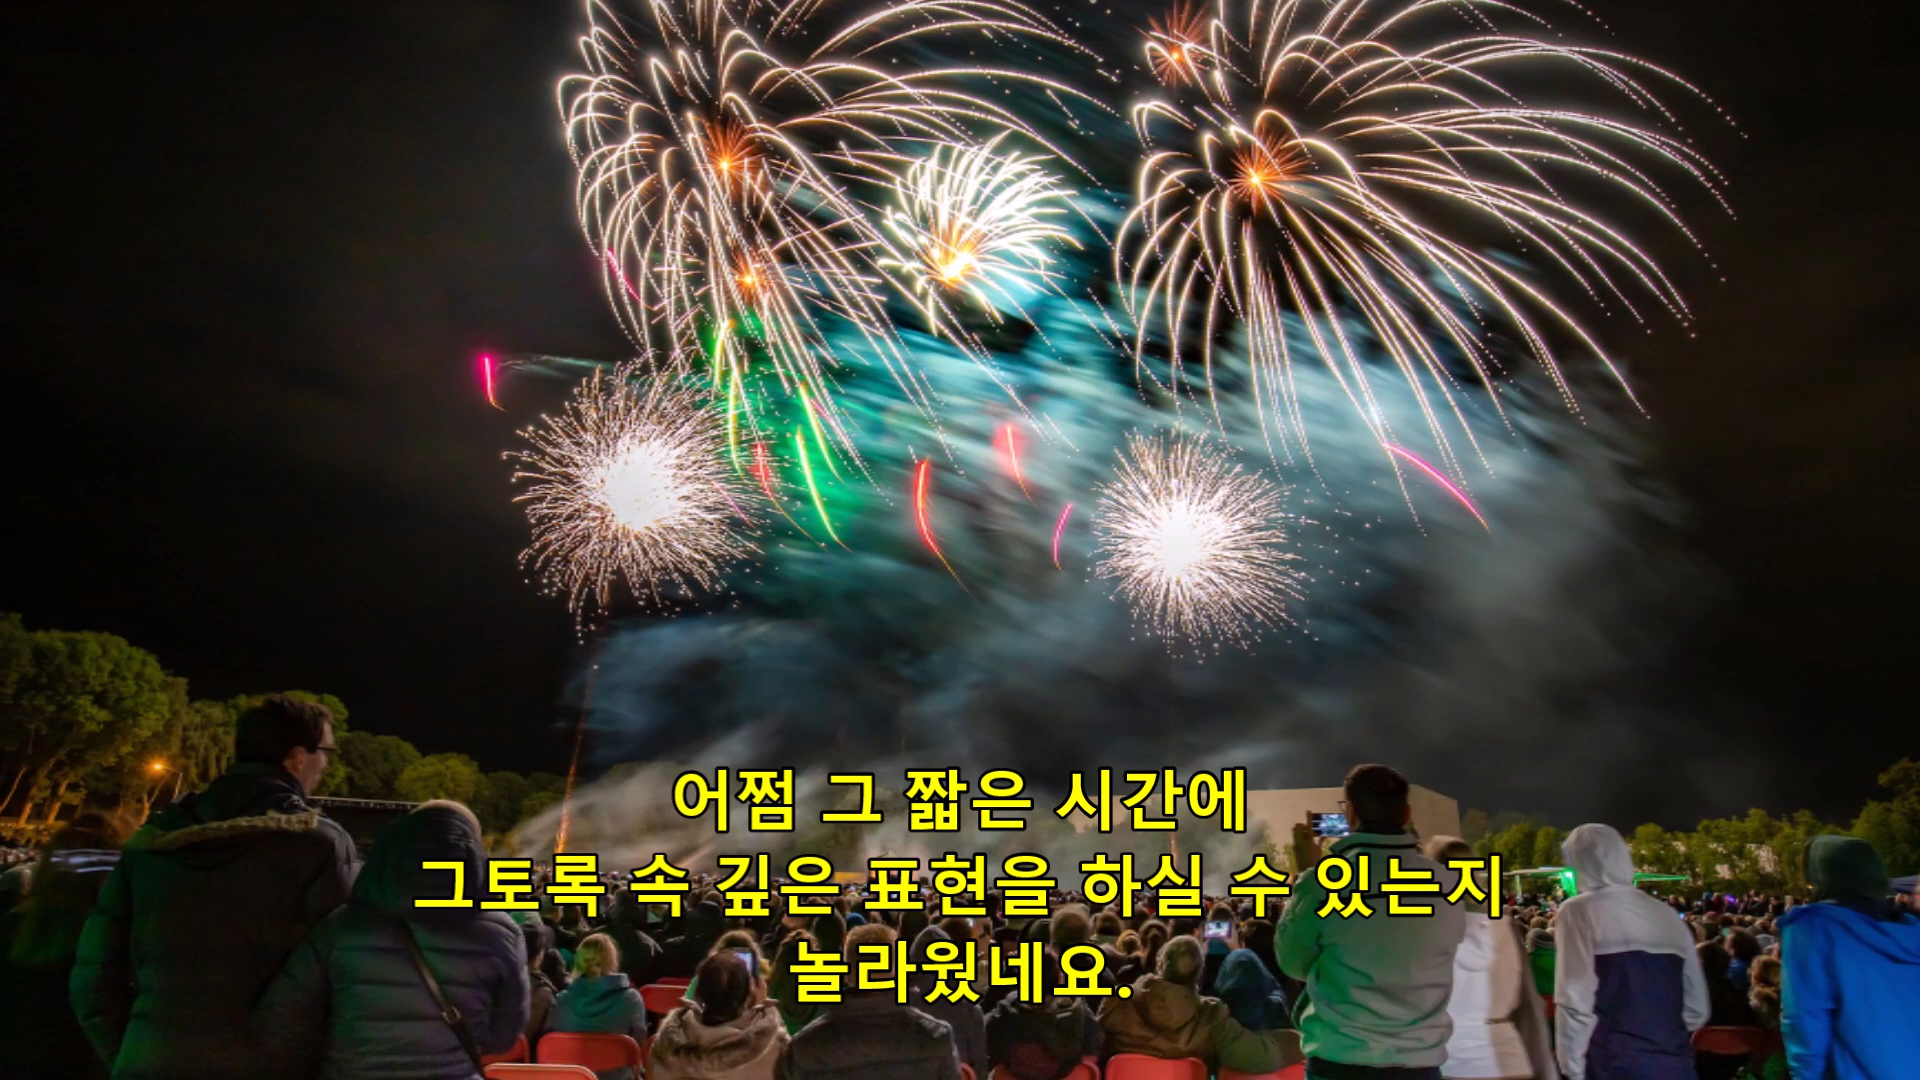 어쩜 그 짧은 시간에
그토록 속 깊은 표현을 하실 수 있는지
놀라웠네요.